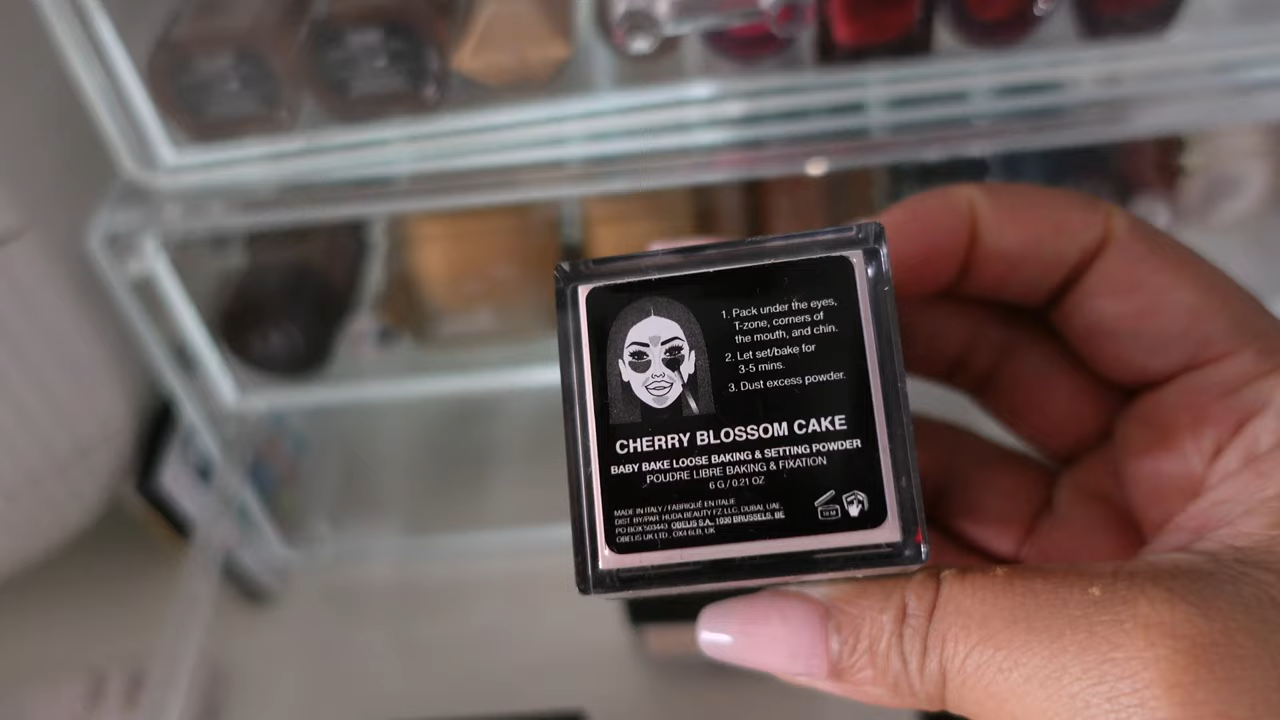 1. Pack under the eyes,
T-zone, corners of
the mouth, and chin.
2. Let set/bake for
3-5 mins.
3. Dust excess powder.
CHERRY BLOSSOM CAKE
BABY BAKE LOOSE BAKING & SETTING POWDER
POUDRE LIBRE BAKING & FIXATION
6 G / 0.21 OZ
MADE IN ITALY / FABRIQUÉ EN ITALIE
DIST. BY/PAR: HUDA BEAUTY FZ-LLC, DUBAI, UAE,
PO BOX 503443 OBELIS S.A., 1030 BRUSSELS, BE
OBELIS UK LTD., OX4 6LB, UK